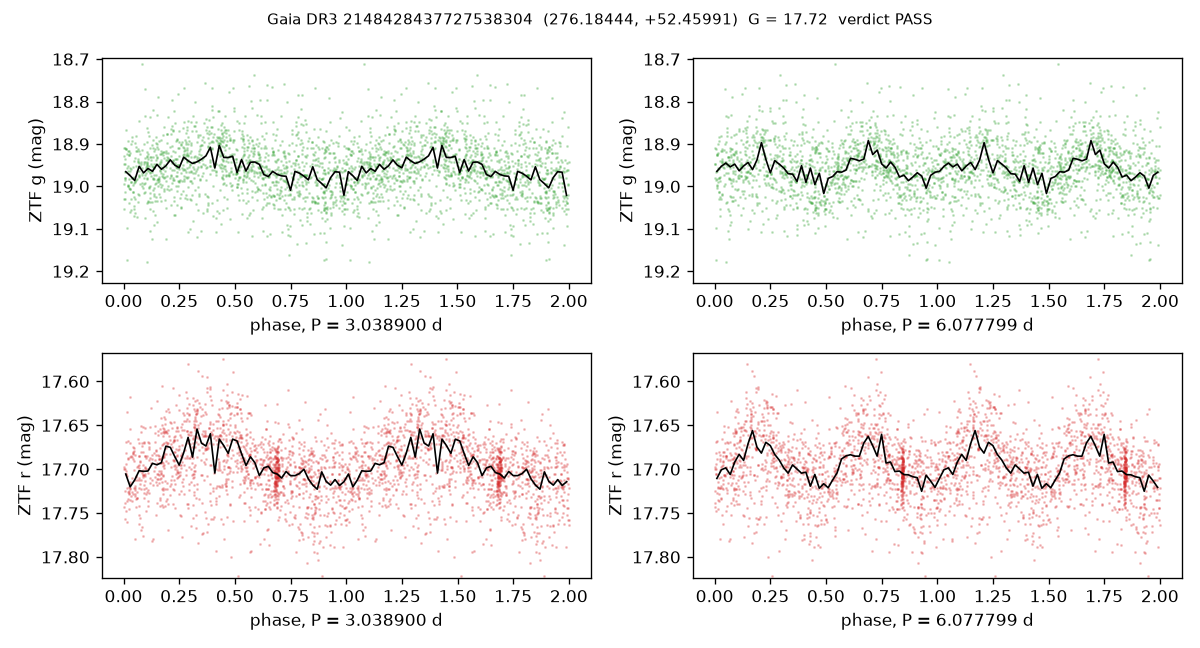 Gaia DR3 2148428437727538304 (276.18444, +52.45991) G = 17.72 verdict PASS
18.7
18.8
18.9
19.0
19.1
19.2
ZTF g (mag)
0.00 0.25 0.50 0.75 1.00 1.25 1.50 1.75 2.00
phase, P = 3.038900 d
18.7
18.8
18.9
19.0
19.1
19.2
ZTF g (mag)
0.00 0.25 0.50 0.75 1.00 1.25 1.50 1.75 2.00
phase, P = 6.077799 d
17.60
17.65
17.70
17.75
17.80
ZTF r (mag)
0.00 0.25 0.50 0.75 1.00 1.25 1.50 1.75 2.00
phase, P = 3.038900 d
17.60
17.65
17.70
17.75
17.80
ZTF r (mag)
0.00 0.25 0.50 0.75 1.00 1.25 1.50 1.75 2.00
phase, P = 6.077799 d